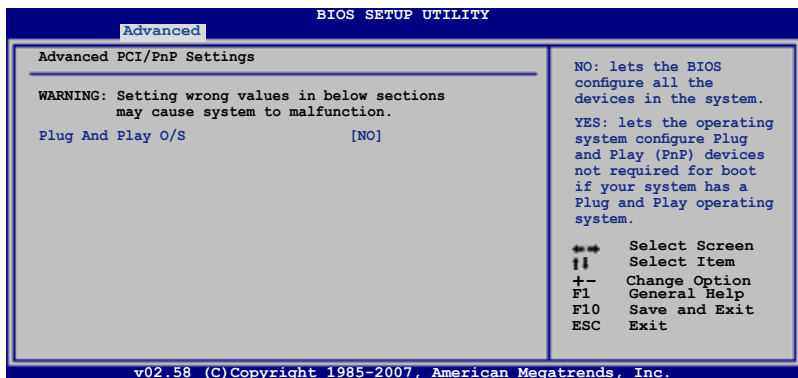 BIOS SETUP UTILITY
Advanced
Advanced PCI/PnP Settings
WARNING: Setting wrong values in below sections
may cause system to malfunction.
Plug And Play O/S [NO]
NO: lets the BIOS
configure all the
devices in the system.
YES: lets the operating
system configure Plug
and Play (PnP) devices
not required for boot
if your system has a
Plug and Play operating
system.
←→ Select Screen
↑↓ Select Item
+- Change Option
F1 General Help
F10 Save and Exit
ESC Exit
v02.58 (C)Copyright 1985-2007, American Megatrends, Inc.